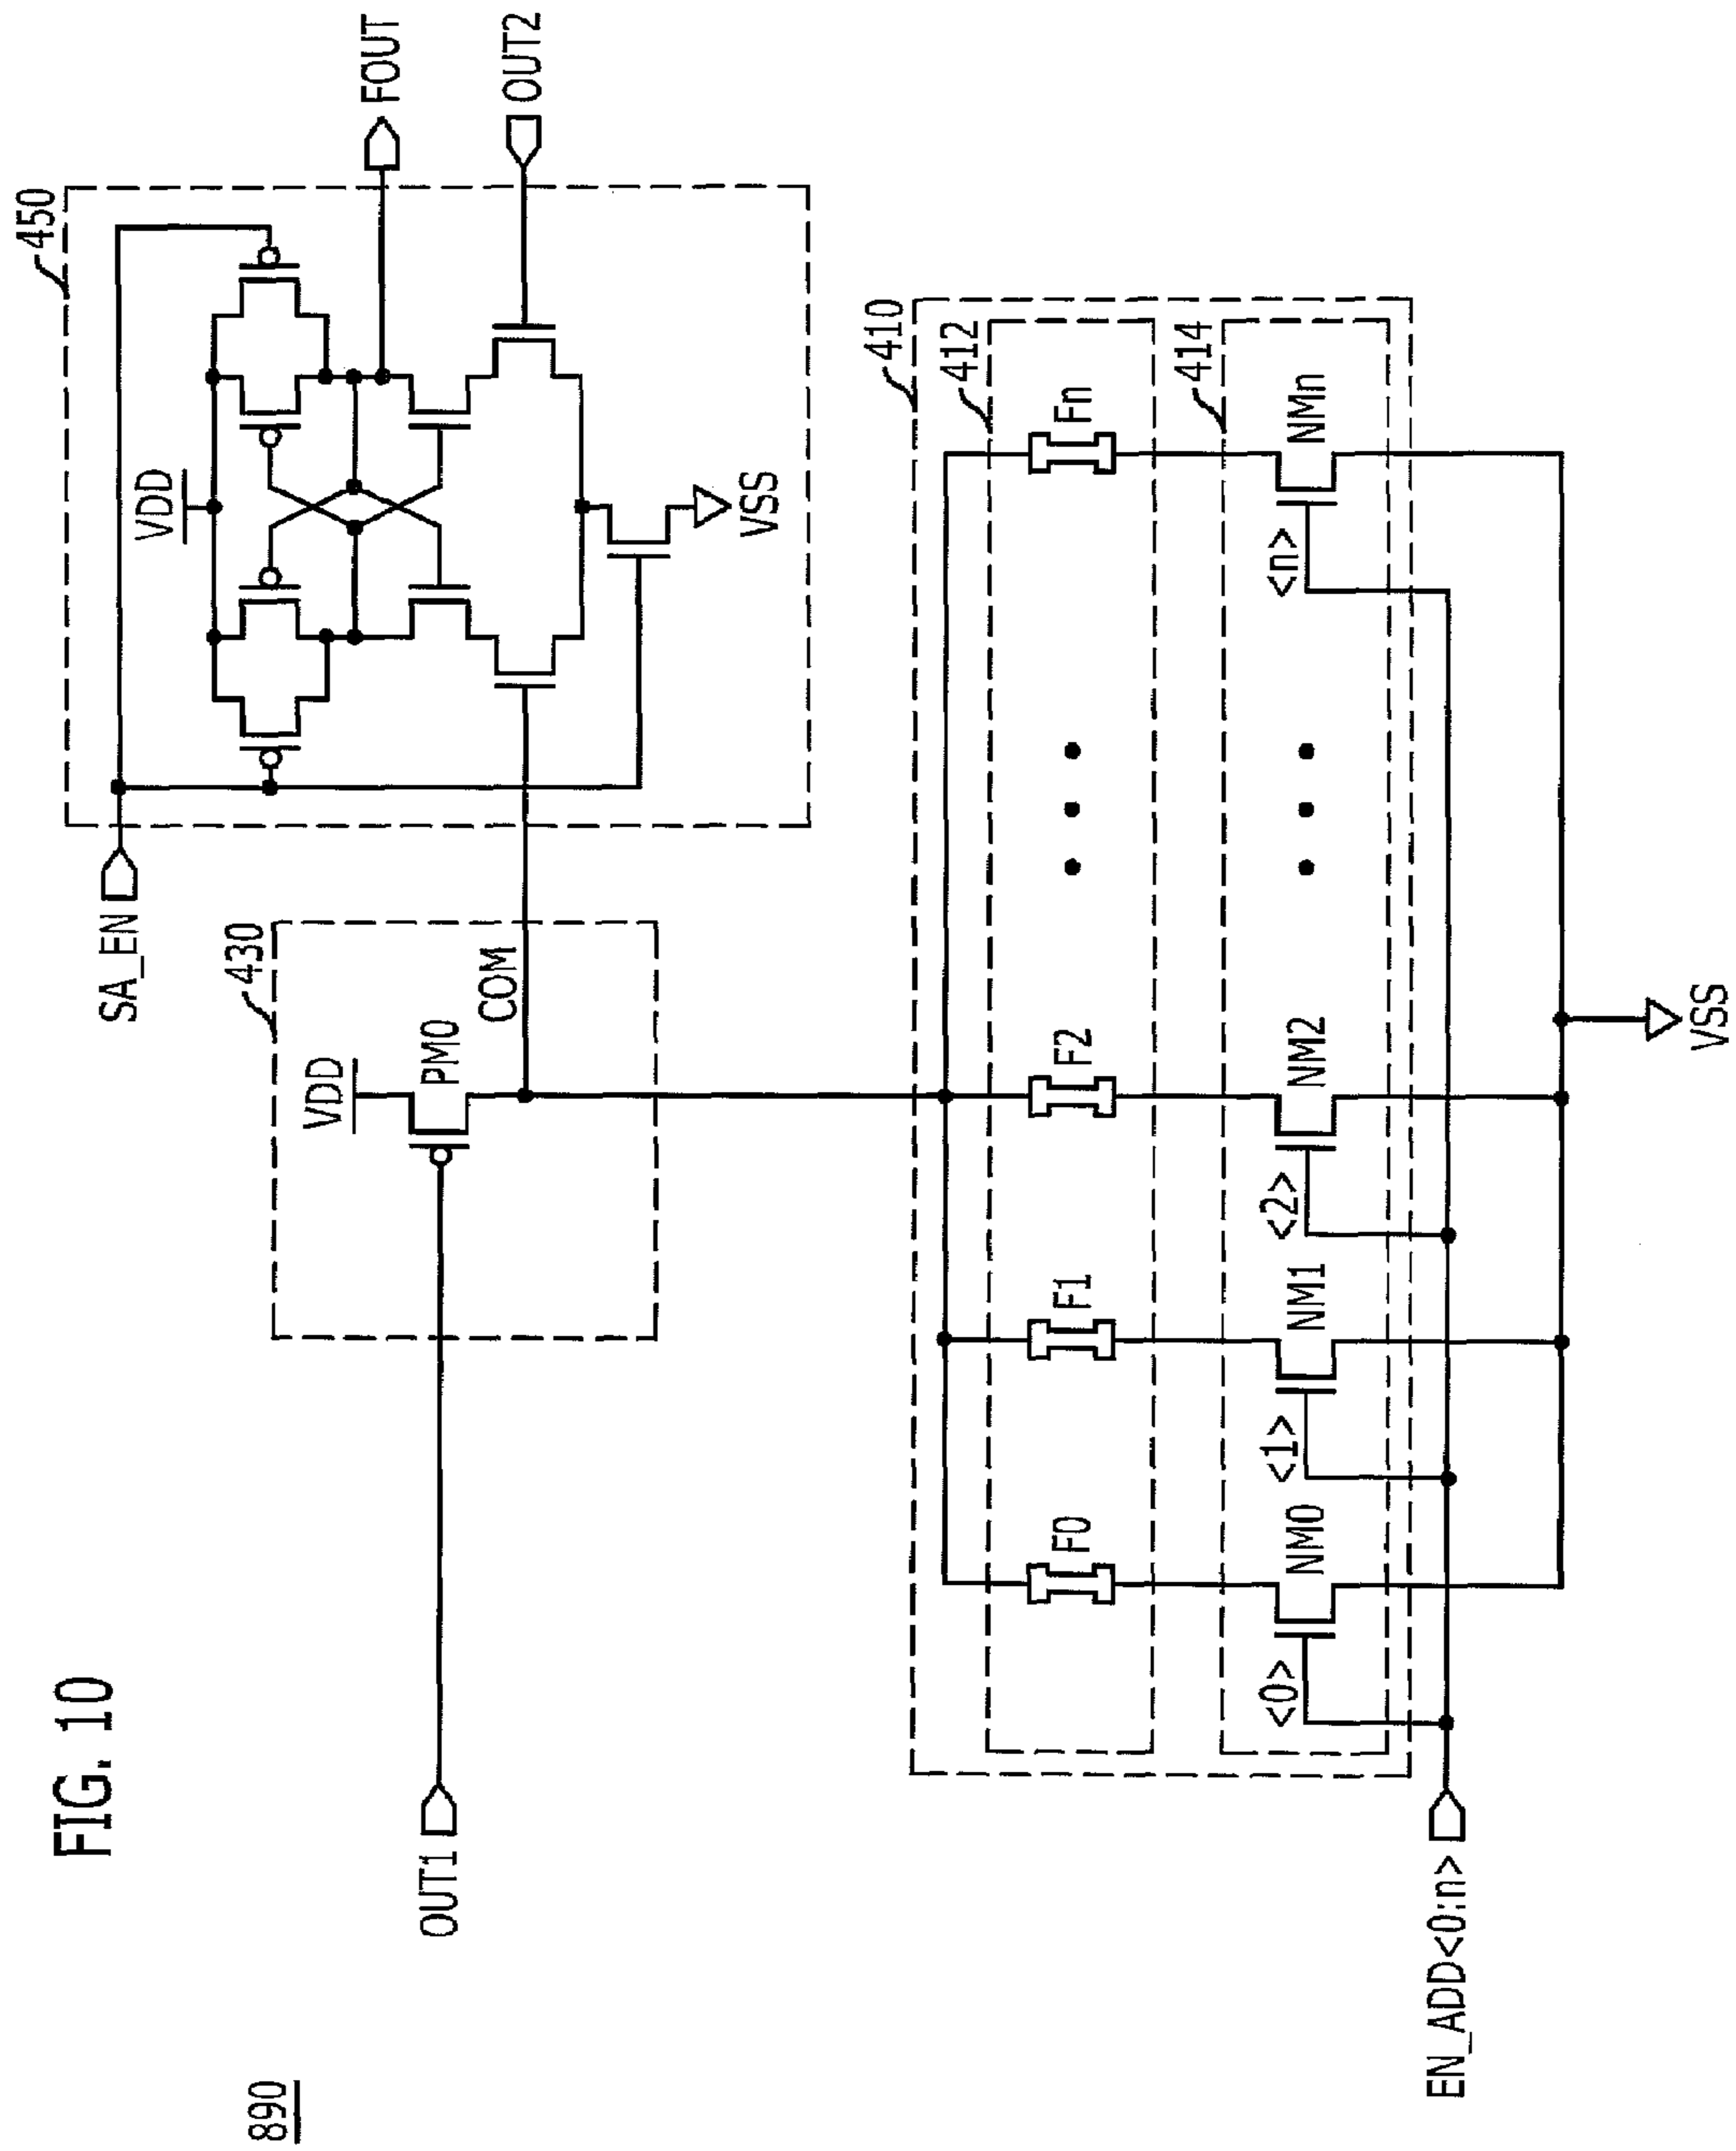 FIG. 10
890
SA_EN
450
VDD
FOUT
OUT2
VSS
430
VDD
PM0
COM
OUT1
410
412
F0
F1
F2
Fn
414
<0>
NM0
<1>
NM1
<2>
NM2
<n>
NMn
EN_ADD<0:n>
VSS